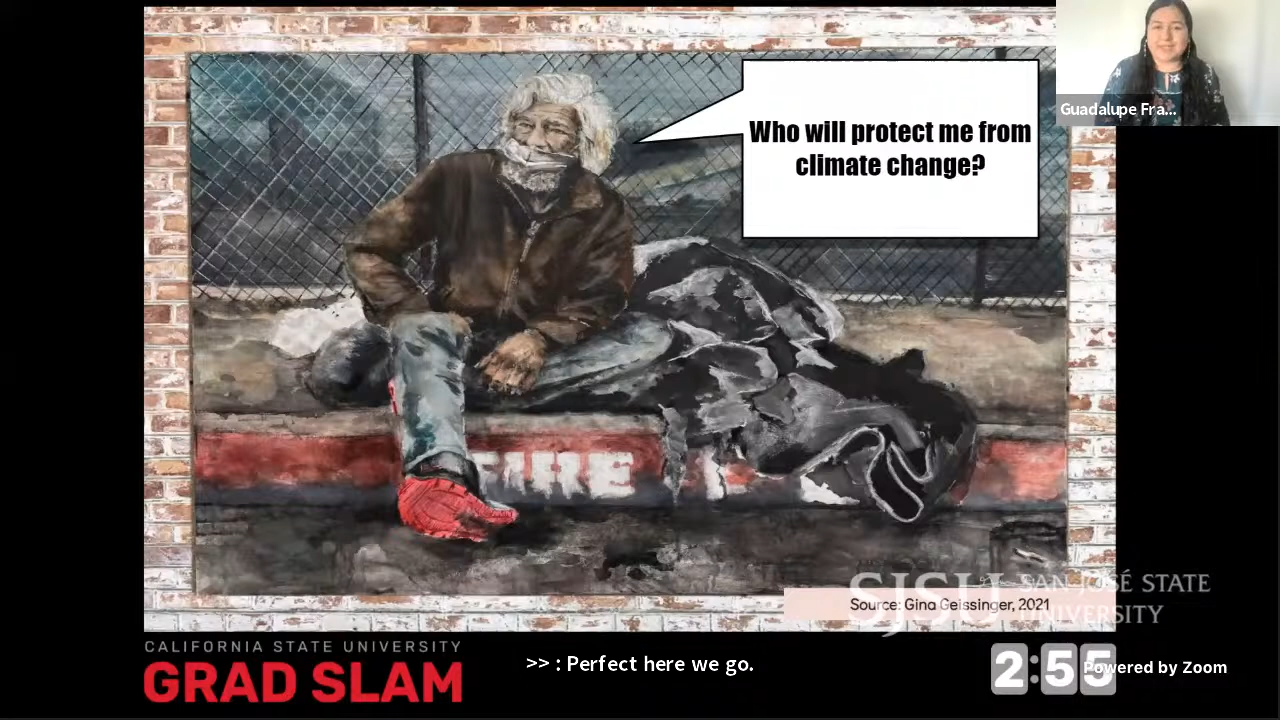 Guadalupe Fra...
Who will protect me from
climate change?
FIRE L
Source: Gina Geissinger, 2021
SJSU SAN JOSÉ STATE
UNIVERSITY
CALIFORNIA STATE UNIVERSITY
GRAD SLAM
>> : Perfect here we go.
2:55
Powered by Zoom